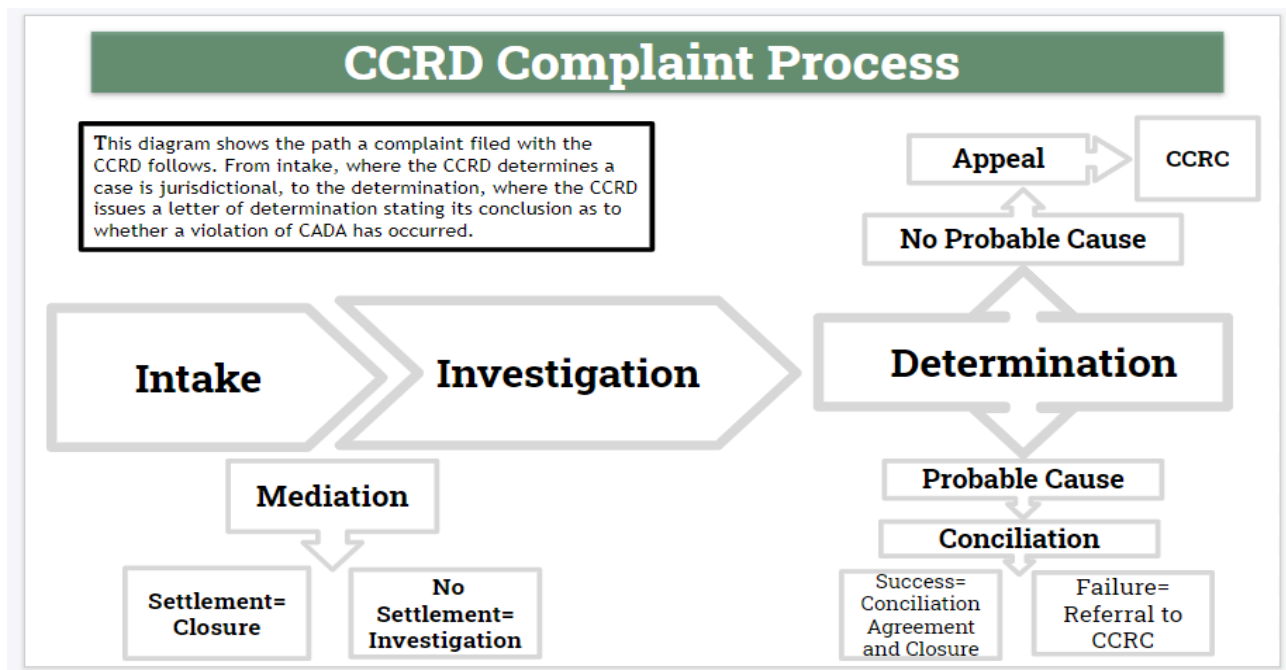 CCRD Complaint Process
This diagram shows the path a complaint filed with the
CCRD follows. From intake, where the CCRD determines a
case is jurisdictional, to the determination, where the CCRD
issues a letter of determination stating its conclusion as to
whether a violation of CADA has occurred.
Appeal
CCRC
No Probable Cause
Intake
Investigation
Determination
Mediation
Settlement=
Closure
No
Settlement=
Investigation
Probable Cause
Conciliation
Success=
Conciliation
Agreement
and Closure
Failure=
Referral to
CCRC